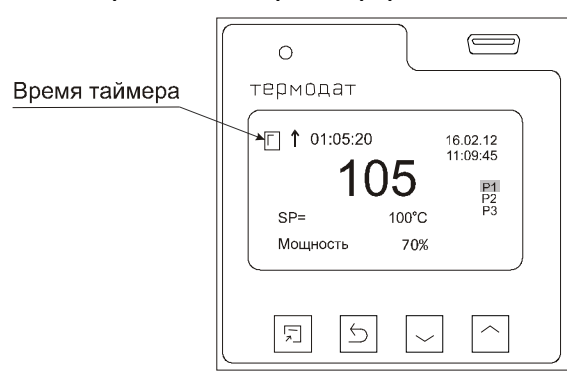 Время таймера
термодат
Г ↑ 01:05:20
16.02.12
11:09:45
105
P1
P2
P3
SP= 100°C
Мощность 70%